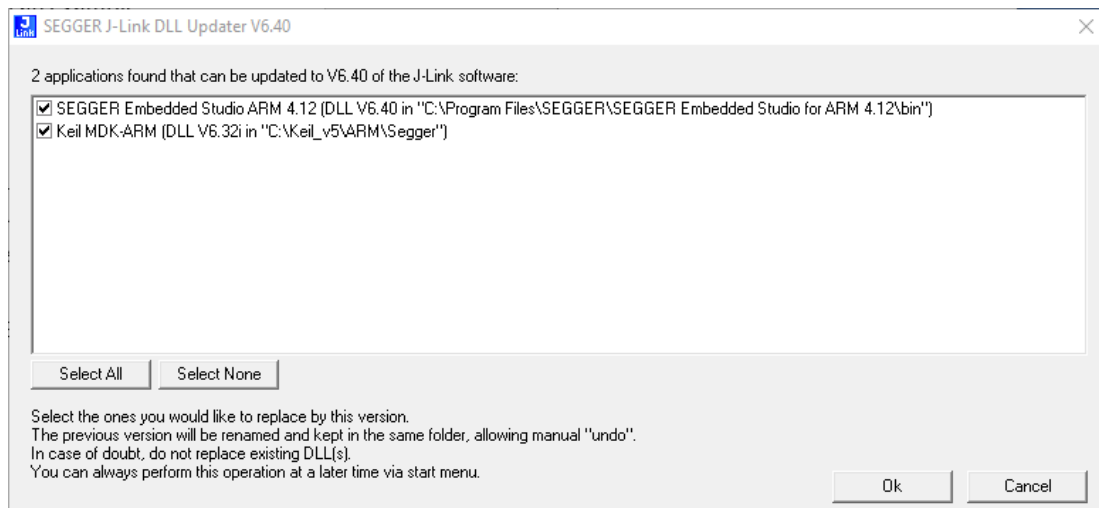 J
Link
SEGGER J-Link DLL Updater V6.40
2 applications found that can be updated to V6.40 of the J-Link software:
SEGGER Embedded Studio ARM 4.12 (DLL V6.40 in "C:\Program Files\SEGGER\SEGGER Embedded Studio for ARM 4.12\bin")
Keil MDK-ARM (DLL V6.32i in "C:\Keil_v5\ARM\Segger")
Select All
Select None
Select the ones you would like to replace by this version.
The previous version will be renamed and kept in the same folder, allowing manual "undo".
In case of doubt, do not replace existing DLL(s).
You can always perform this operation at a later time via start menu.
Ok
Cancel